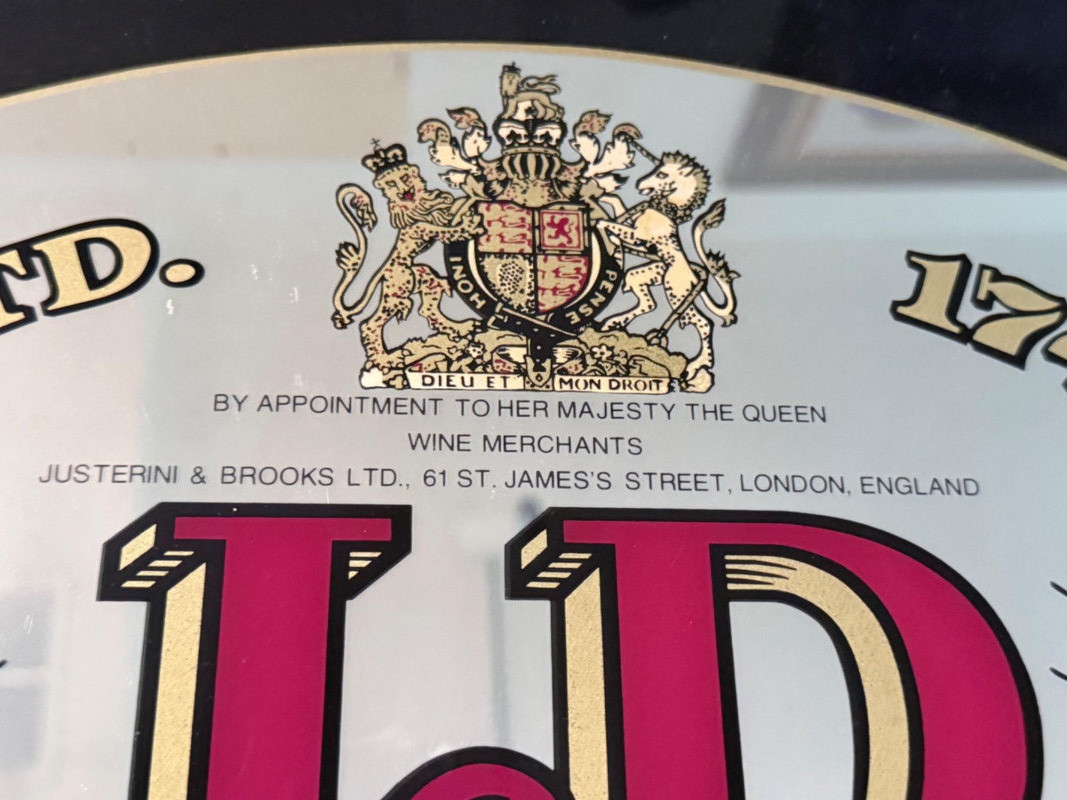 LTD.
HONI PENSE
DIEU ET MON DROIT
BY APPOINTMENT TO HER MAJESTY THE QUEEN
WINE MERCHANTS
JUSTERINI & BROOKS LTD., 61 ST. JAMES'S STREET, LONDON, ENGLAND